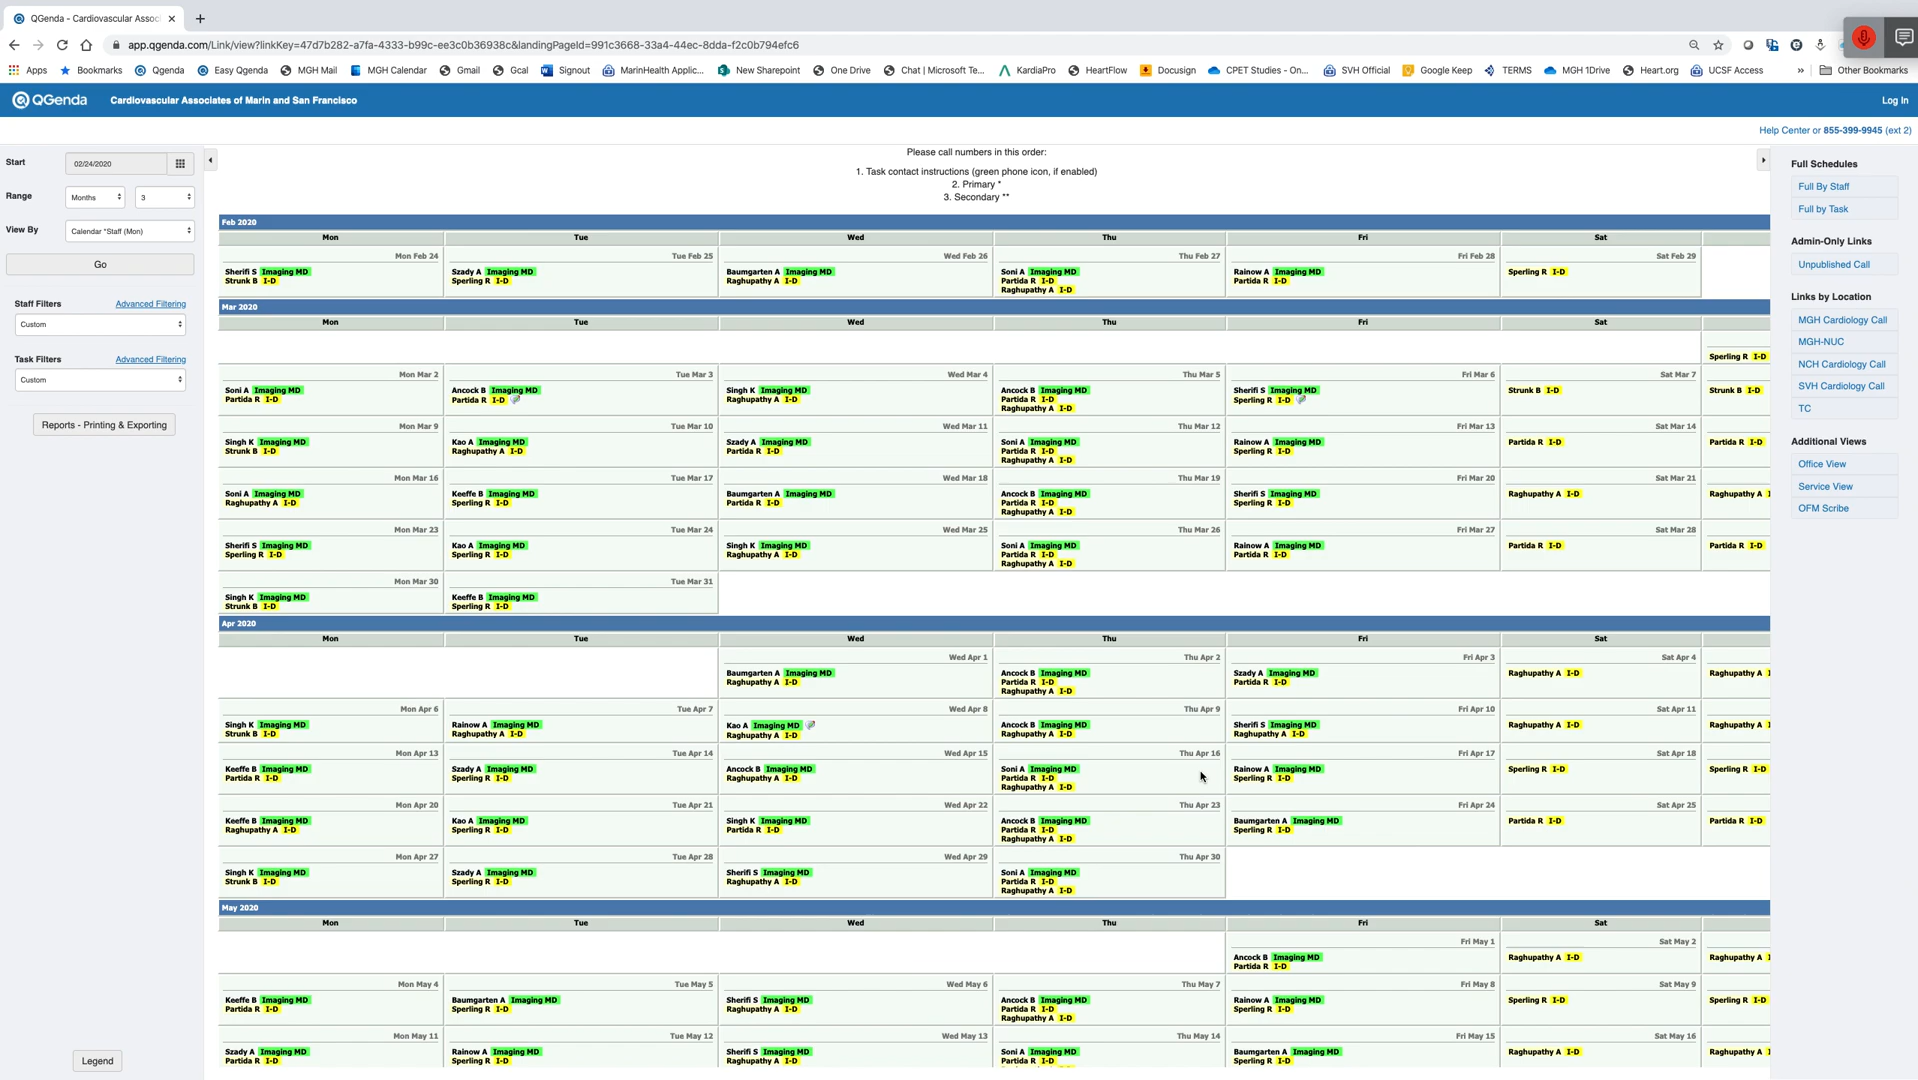 QGenda - Cardiovascular Assoc
app.qgenda.com/Link/view?linkKey=47d7b282-a7fa-4333-b99c-ee3c0b36938c&landingPageId=991c3668-33a4-44ec-8dda-f2c0b794efc6
Apps Bookmarks Qgenda Easy Qgenda MGH Mail MGH Calendar Gmail Gcal Signout MarinHealth Applic... New Sharepoint One Drive Chat | Microsoft Te... KardiaPro HeartFlow Docusign CPET Studies - On... SVH Official Google Keep TERMS MGH 1Drive Heart.org UCSF Access » Other Bookmarks
QGenda Cardiovascular Associates of Marin and San Francisco Log In
Help Center or 855-399-9945 (ext 2)
Start 02/24/2020
Range Months 3
View By Calendar *Staff (Mon)
Go
Staff Filters Advanced Filtering
Custom
Task Filters Advanced Filtering
Custom
Reports - Printing & Exporting
Legend
Please call numbers in this order:
1. Task contact instructions (green phone icon, if enabled)
2. Primary *
3. Secondary **
Feb 2020
Mon Tue Wed Thu Fri Sat
Mon Feb 24 Tue Feb 25 Wed Feb 26 Thu Feb 27 Fri Feb 28 Sat Feb 29
Sherifi S Imaging MD Szady A Imaging MD Baumgarten A Imaging MD Soni A Imaging MD Rainow A Imaging MD Sperling R I-D
Strunk B I-D Sperling R I-D Raghupathy A I-D Partida R I-D Partida R I-D
Raghupathy A I-D
Mar 2020
Mon Tue Wed Thu Fri Sat
Sperling R I-D
Mon Mar 2 Tue Mar 3 Wed Mar 4 Thu Mar 5 Fri Mar 6 Sat Mar 7
Soni A Imaging MD Ancock B Imaging MD Singh K Imaging MD Ancock B Imaging MD Sherifi S Imaging MD Strunk B I-D Strunk B I-D
Partida R I-D Partida R I-D Raghupathy A I-D Partida R I-D Sperling R I-D
Raghupathy A I-D
Mon Mar 9 Tue Mar 10 Wed Mar 11 Thu Mar 12 Fri Mar 13 Sat Mar 14
Singh K Imaging MD Kao A Imaging MD Szady A Imaging MD Soni A Imaging MD Rainow A Imaging MD Partida R I-D Partida R I-D
Strunk B I-D Raghupathy A I-D Partida R I-D Partida R I-D Sperling R I-D
Raghupathy A I-D
Mon Mar 16 Tue Mar 17 Wed Mar 18 Thu Mar 19 Fri Mar 20 Sat Mar 21
Soni A Imaging MD Keeffe B Imaging MD Baumgarten A Imaging MD Ancock B Imaging MD Sherifi S Imaging MD Raghupathy A I-D Raghupathy A I
Raghupathy A I-D Sperling R I-D Partida R I-D Partida R I-D Sperling R I-D
Raghupathy A I-D
Mon Mar 23 Tue Mar 24 Wed Mar 25 Thu Mar 26 Fri Mar 27 Sat Mar 28
Sherifi S Imaging MD Kao A Imaging MD Singh K Imaging MD Soni A Imaging MD Rainow A Imaging MD Partida R I-D Partida R I-D
Sperling R I-D Sperling R I-D Raghupathy A I-D Partida R I-D Partida R I-D
Raghupathy A I-D
Mon Mar 30 Tue Mar 31
Singh K Imaging MD Keeffe B Imaging MD
Strunk B I-D Sperling R I-D
Apr 2020
Mon Tue Wed Thu Fri Sat
Wed Apr 1 Thu Apr 2 Fri Apr 3 Sat Apr 4
Baumgarten A Imaging MD Ancock B Imaging MD Szady A Imaging MD Raghupathy A I-D Raghupathy A I
Raghupathy A I-D Partida R I-D Partida R I-D
Raghupathy A I-D
Mon Apr 6 Tue Apr 7 Wed Apr 8 Thu Apr 9 Fri Apr 10 Sat Apr 11
Singh K Imaging MD Rainow A Imaging MD Kao A Imaging MD Ancock B Imaging MD Sherifi S Imaging MD Raghupathy A I-D Raghupathy A I
Strunk B I-D Raghupathy A I-D Raghupathy A I-D Raghupathy A I-D Raghupathy A I-D
Mon Apr 13 Tue Apr 14 Wed Apr 15 Thu Apr 16 Fri Apr 17 Sat Apr 18
Keeffe B Imaging MD Szady A Imaging MD Ancock B Imaging MD Soni A Imaging MD Rainow A Imaging MD Sperling R I-D Sperling R I-D
Partida R I-D Sperling R I-D Raghupathy A I-D Partida R I-D Sperling R I-D
Raghupathy A I-D
Mon Apr 20 Tue Apr 21 Wed Apr 22 Thu Apr 23 Fri Apr 24 Sat Apr 25
Keeffe B Imaging MD Kao A Imaging MD Singh K Imaging MD Ancock B Imaging MD Baumgarten A Imaging MD Partida R I-D Partida R I-D
Raghupathy A I-D Sperling R I-D Partida R I-D Partida R I-D Sperling R I-D
Raghupathy A I-D
Mon Apr 27 Tue Apr 28 Wed Apr 29 Thu Apr 30
Singh K Imaging MD Szady A Imaging MD Sherifi S Imaging MD Soni A Imaging MD
Strunk B I-D Sperling R I-D Raghupathy A I-D Partida R I-D
Raghupathy A I-D
May 2020
Mon Tue Wed Thu Fri Sat
Fri May 1 Sat May 2
Ancock B Imaging MD Raghupathy A I-D Raghupathy A I
Partida R I-D
Mon May 4 Tue May 5 Wed May 6 Thu May 7 Fri May 8 Sat May 9
Keeffe B Imaging MD Baumgarten A Imaging MD Sherifi S Imaging MD Ancock B Imaging MD Rainow A Imaging MD Sperling R I-D Sperling R I-D
Partida R I-D Sperling R I-D Raghupathy A I-D Partida R I-D Sperling R I-D
Raghupathy A I-D
Mon May 11 Tue May 12 Wed May 13 Thu May 14 Fri May 15 Sat May 16
Szady A Imaging MD Rainow A Imaging MD Sherifi S Imaging MD Soni A Imaging MD Baumgarten A Imaging MD Raghupathy A I-D Raghupathy A I
Partida R I-D Sperling R I-D Raghupathy A I-D Partida R I-D Sperling R I-D
Full Schedules
Full By Staff
Full by Task
Admin-Only Links
Unpublished Call
Links by Location
MGH Cardiology Call
MGH-NUC
NCH Cardiology Call
SVH Cardiology Call
TC
Additional Views
Office View
Service View
OFM Scribe